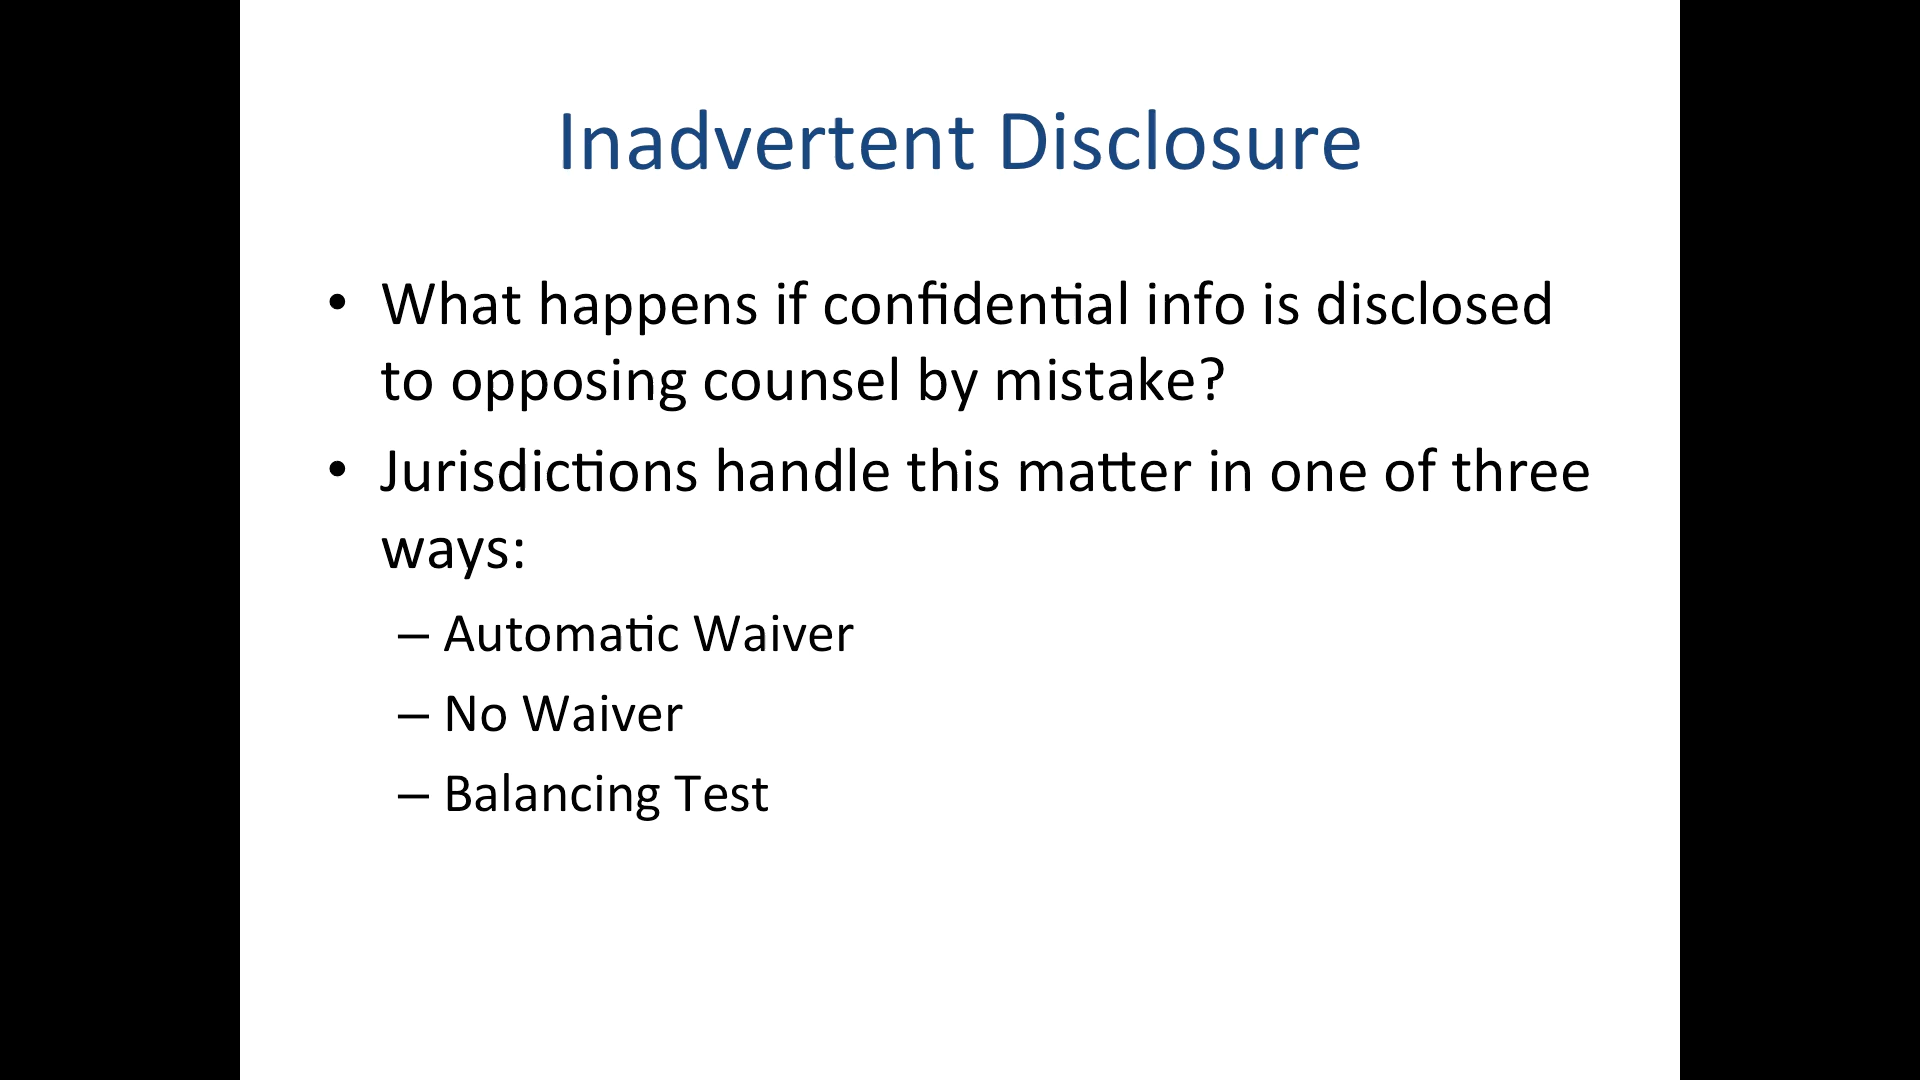 Inadvertent Disclosure
• What happens if confidential info is disclosed
to opposing counsel by mistake?
• Jurisdictions handle this matter in one of three
ways:
– Automatic Waiver
– No Waiver
– Balancing Test